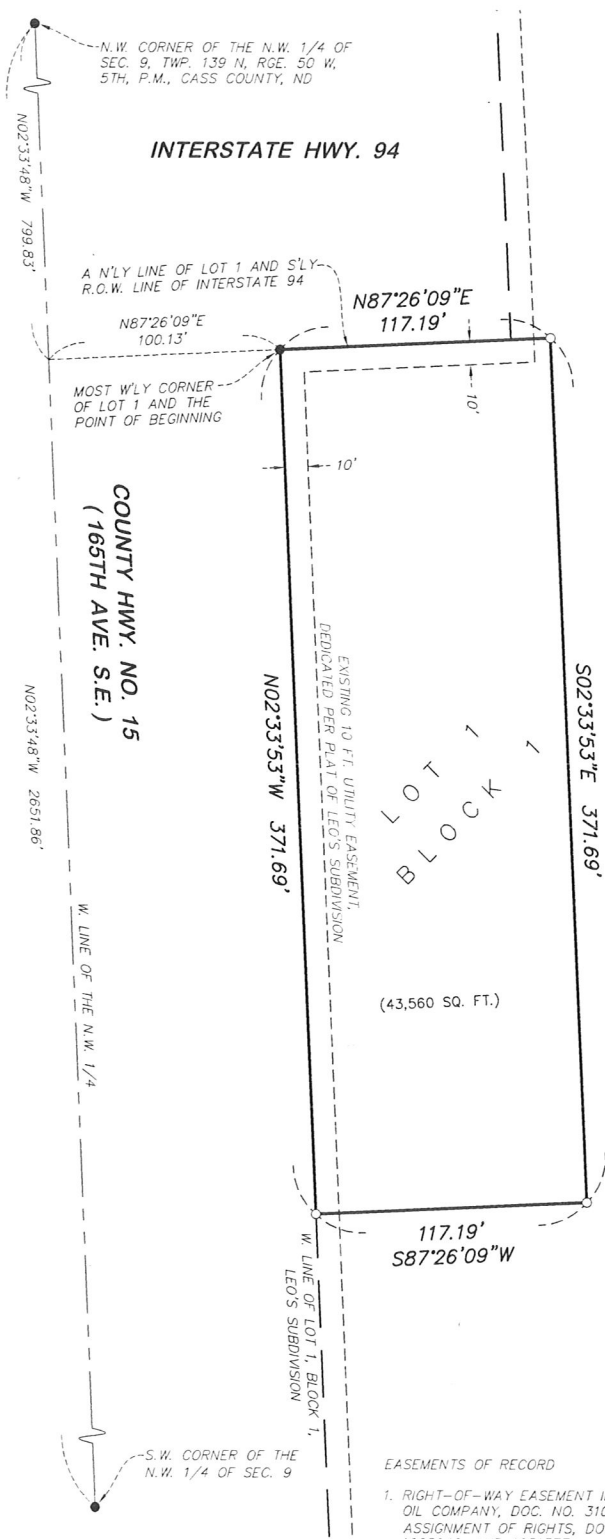 N.W. CORNER OF THE N.W. 1/4 OF
SEC. 9, TWP. 139 N, RGE. 50 W,
5TH, P.M., CASS COUNTY, ND
INTERSTATE HWY. 94
N02°33'48"W 799.83'
A N'LY LINE OF LOT 1 AND S'LY
R.O.W. LINE OF INTERSTATE 94
N87°26'09"E
117.19'
N87°26'09"E
100.13'
MOST W'LY CORNER
OF LOT 1 AND THE
POINT OF BEGINNING
10'
10'
COUNTY HWY. NO. 15
(165TH AVE. S.E.)
N02°33'48"W 2651.86'
W. LINE OF THE N.W. 1/4
N02°33'53"W 371.69'
EXISTING 10 FT. UTILITY EASEMENT,
DEDICATED PER PLAT OF LEO'S SUBDIVISION
LOT 1
BLOCK 1
S02°33'53"E 371.69'
(43,560 SQ. FT.)
117.19'
S87°26'09"W
W. LINE OF LOT 1, BLOCK 1,
LEO'S SUBDIVISION
S.W. CORNER OF THE
N.W. 1/4 OF SEC. 9
EASEMENTS OF RECORD
1. RIGHT-OF-WAY EASEMENT I
OIL COMPANY, DOC. NO. 310
ASSIGNMENT OF RIGHTS, DO